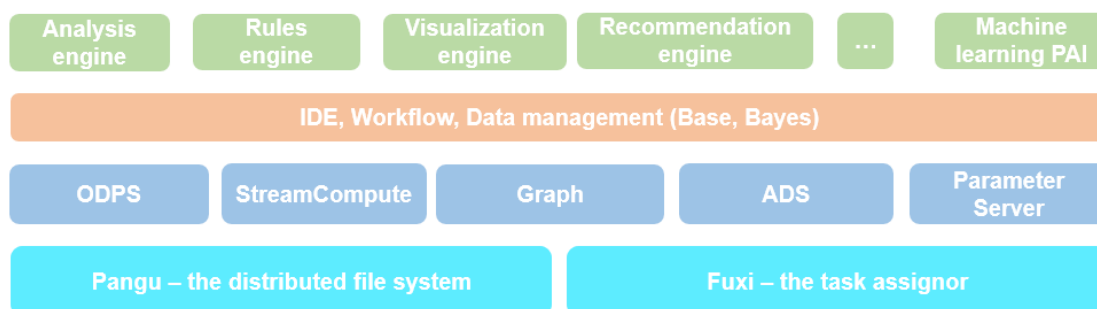 Analysis
engine
Rules
engine
Visualization
engine
Recommendation
engine
...
Machine
learning PAI
IDE, Workflow, Data management (Base, Bayes)
ODPS
StreamCompute
Graph
ADS
Parameter
Server
Pangu – the distributed file system
Fuxi – the task assignor